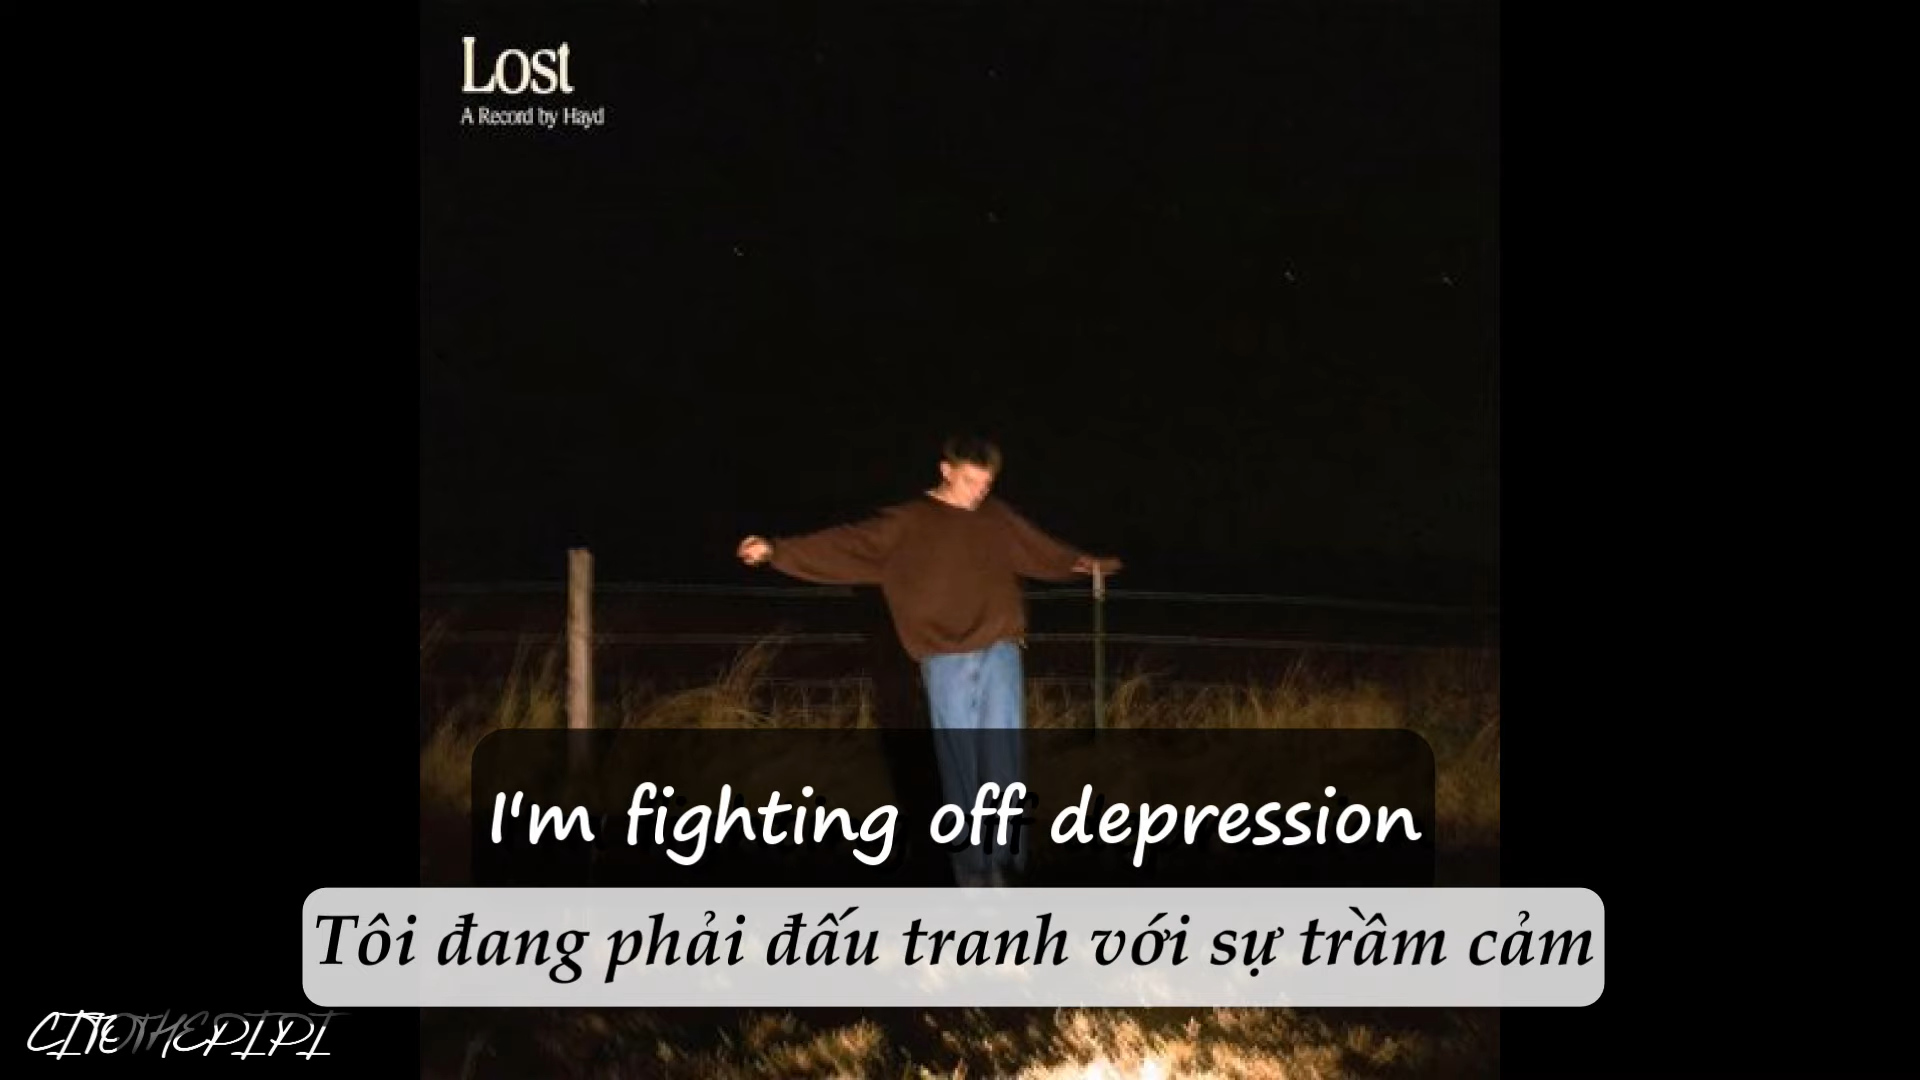 Lost
A Record by Hayd
I'm fighting off depression
Tôi đang phải đấu tranh với sự trầm cảm